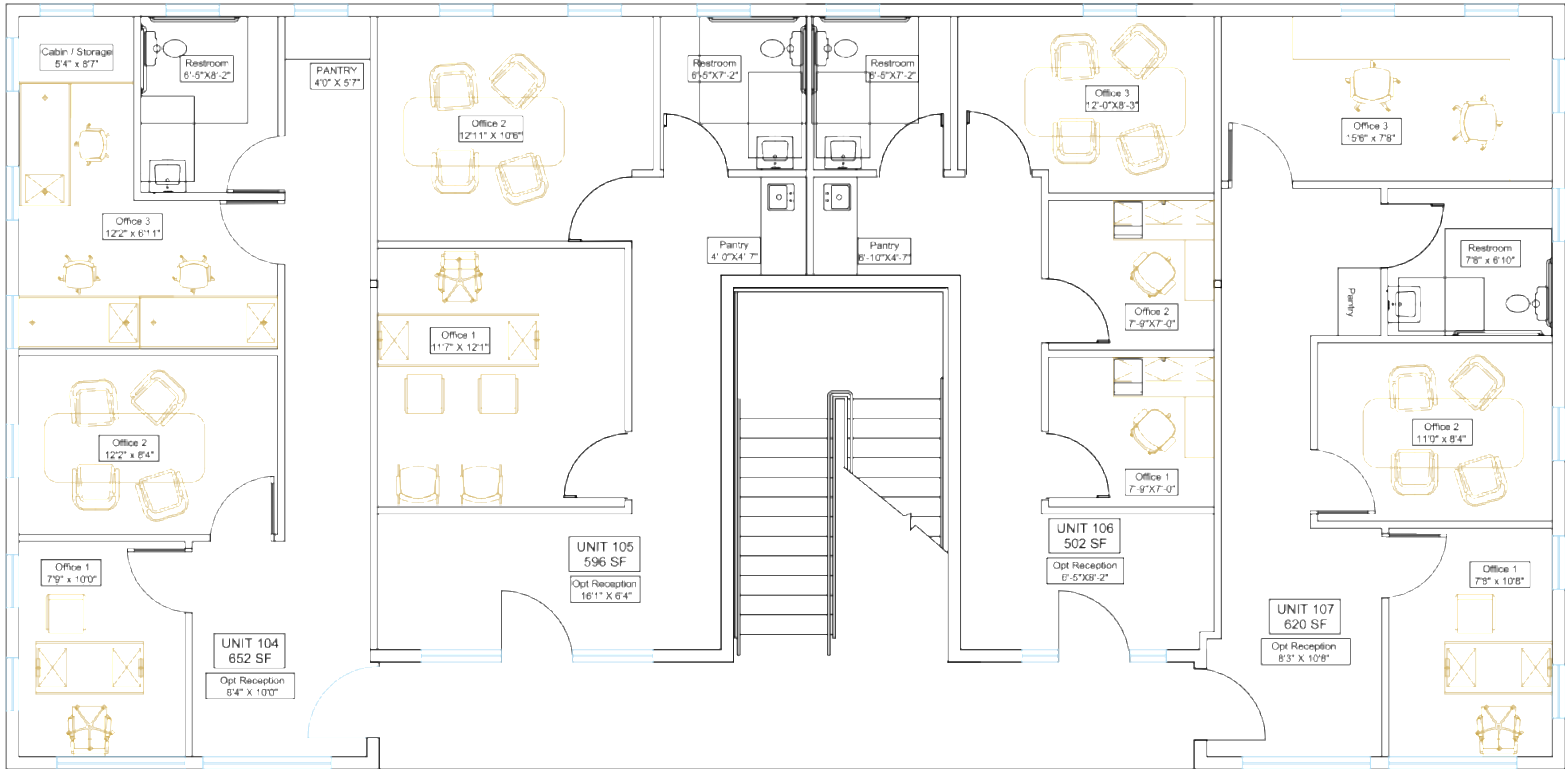 Cabin / Storage
5'4" x 8'7"
Restroom
6'-5"X8'-2"
PANTRY
4'0" X 5'7"
Office 2
12'11" X 10'6"
Restroom
6'-5"X7'-2"
Restroom
6'-5"X7'-2"
Office 3
12'-0"X8'-3"
Office 3
15'6" x 7'8"
Office 3
12'2" x 6'11"
Pantry
4'-0"X4'-7"
Pantry
6'-10"X4'-7"
Restroom
7'8" x 6'10"
Pantry
Office 1
11'7" X 12'1"
Office 2
7'-9"X7'-0"
Office 2
12'2" x 8'4"
Office 2
11'0" x 8'4"
Office 1
7'-9"X7'-0"
UNIT 105
596 SF
Opt Reception
16'1" X 6'4"
UNIT 106
502 SF
Opt Reception
Office 1
7'9" x 10'0"
Office 1
7'8" x 10'8"
UNIT 104
652 SF
Opt Reception
8'4" X 10'0"
UNIT 107
620 SF
Opt Reception
8'3" X 10'8"